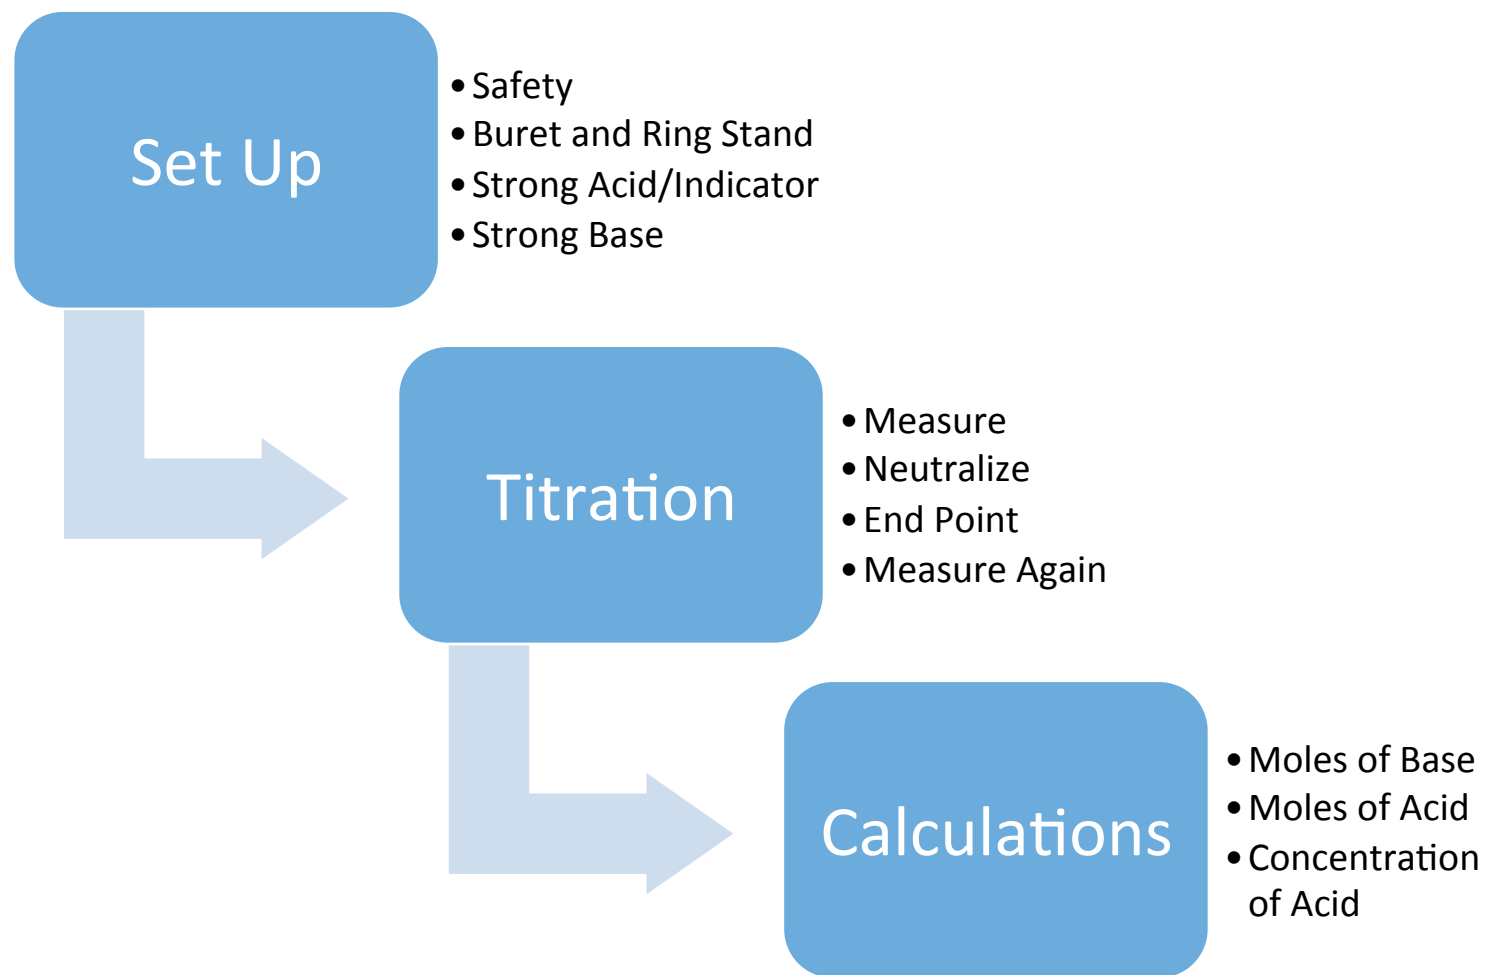 Set Up
• Safety
• Buret and Ring Stand
• Strong Acid/Indicator
• Strong Base
Titration
• Measure
• Neutralize
• End Point
• Measure Again
Calculations
• Moles of Base
• Moles of Acid
• Concentration
of Acid